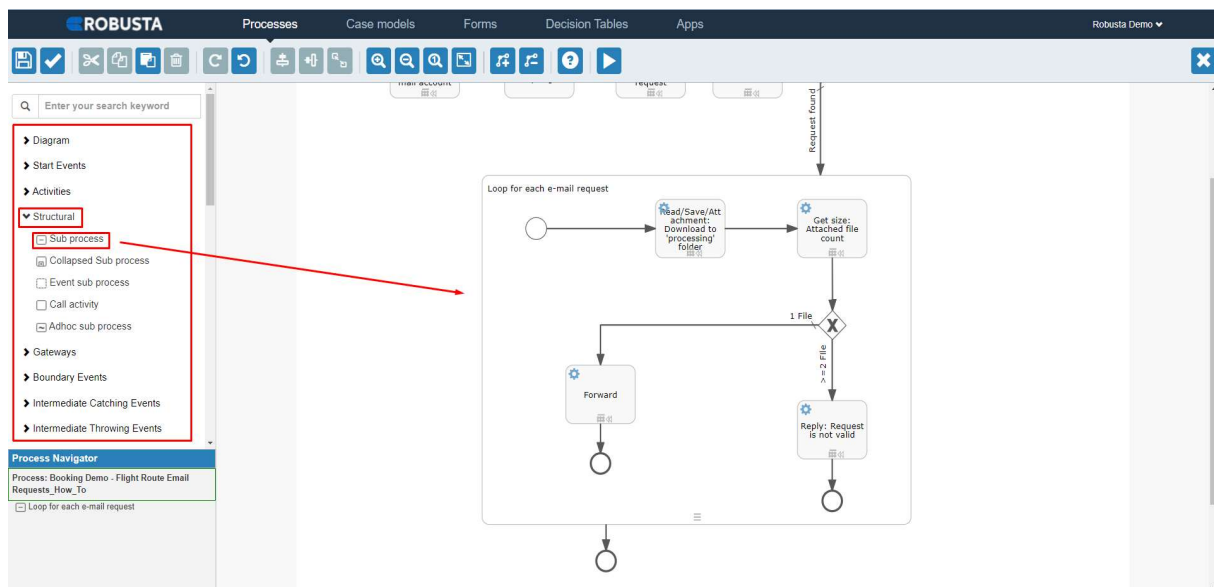 ROBUSTA
Processes Case models Forms Decision Tables Apps Robusta Demo
Enter your search keyword
Diagram
Start Events
Activities
Structural
Sub process
Collapsed Sub process
Event sub process
Call activity
Adhoc sub process
Gateways
Boundary Events
Intermediate Catching Events
Intermediate Throwing Events
Process Navigator
Process: Booking Demo - Flight Route Email
Requests_How_To
Loop for each e-mail request
mail account
request
Request found
Loop for each e-mail request
Read/Save/Att
achment:
Download to
'processing'
folder
Get size:
Attached file
count
1 File
>= 2 File
Forward
Reply: Request
is not valid